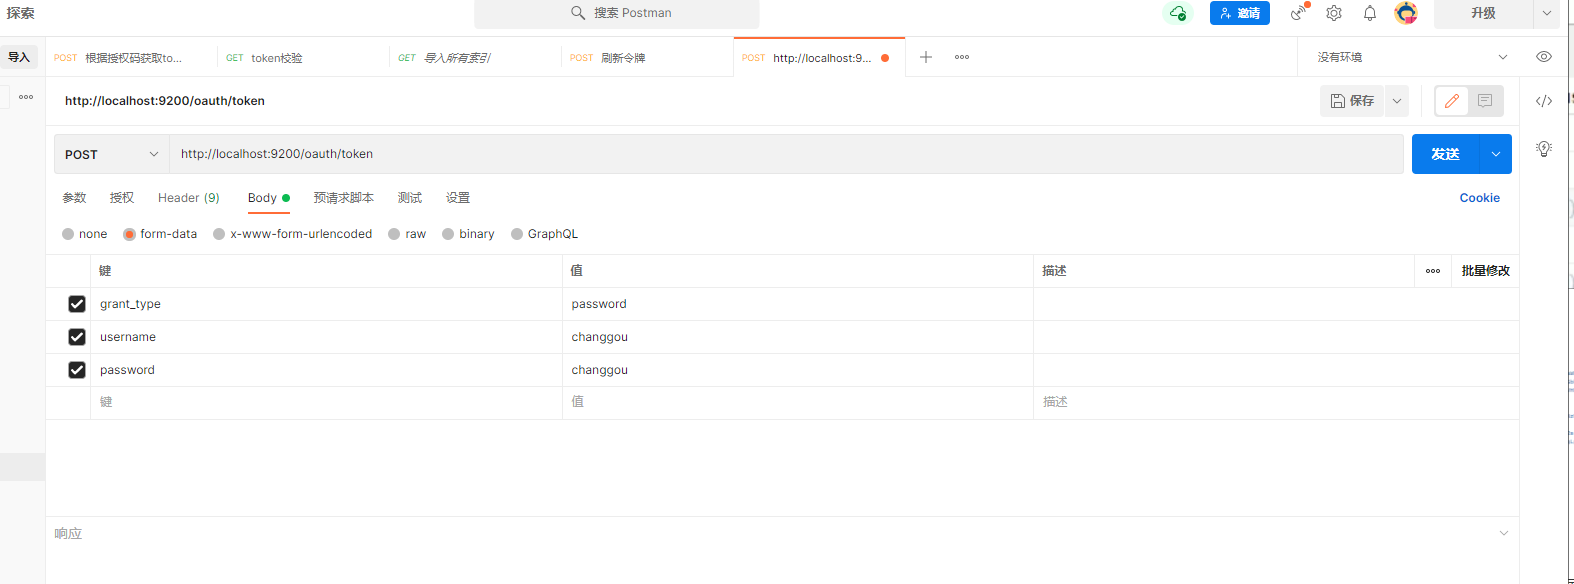 探索
搜索 Postman
邀请
升级
导入
POST 根据授权码获取to...
GET token校验
GET 导入所有索引
POST 刷新令牌
POST http://localhost:9...
没有环境
http://localhost:9200/oauth/token
保存
POST
http://localhost:9200/oauth/token
发送
参数
授权
Header (9)
Body
预请求脚本
测试
设置
Cookie
none
form-data
x-www-form-urlencoded
raw
binary
GraphQL
键 值 描述 批量修改
grant_type password
username changgou
password changgou
键 值 描述
响应